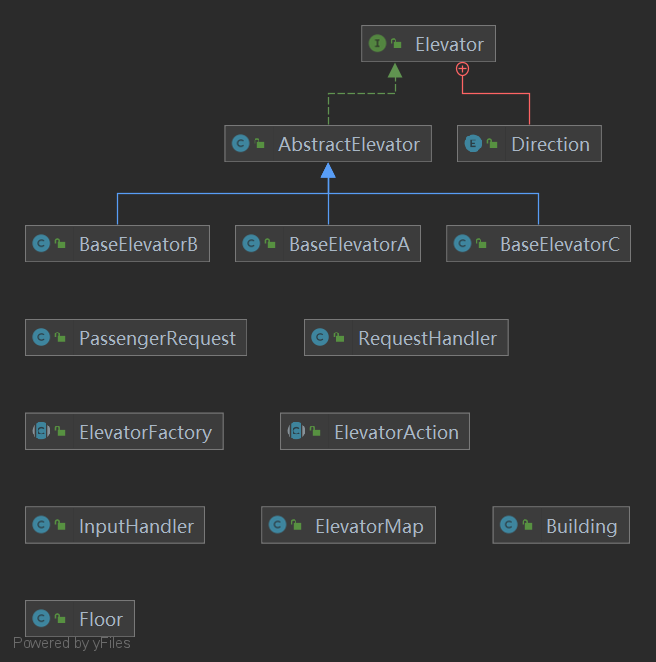 I Elevator
C AbstractElevator
E Direction
C BaseElevatorB
C BaseElevatorA
C BaseElevatorC
C PassengerRequest
C RequestHandler
C ElevatorFactory
C ElevatorAction
C InputHandler
C ElevatorMap
C Building
C Floor
Powered by yFiles